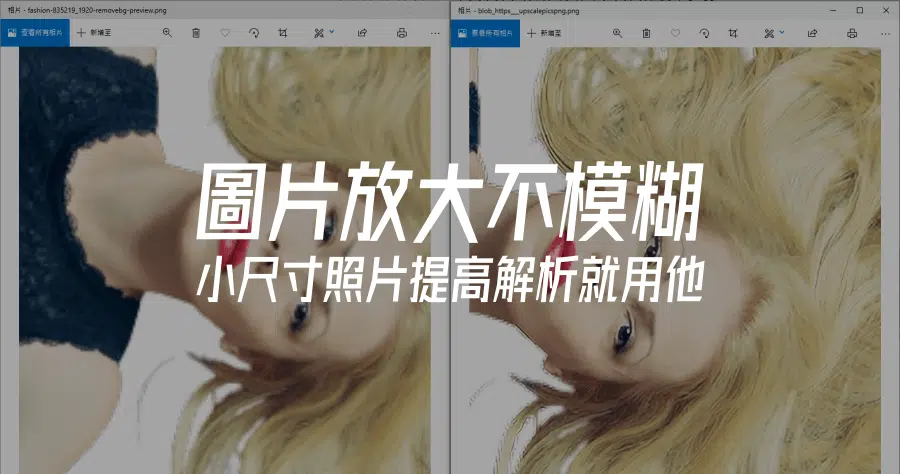 相片 - fashion-835219_1920-removebg-preview.png
查看所有相片
新增至
相片 - blob_https___upscalepicspng.png
查看所有相片
新增至
圖片放大不模糊
小尺寸照片提高解析就用他